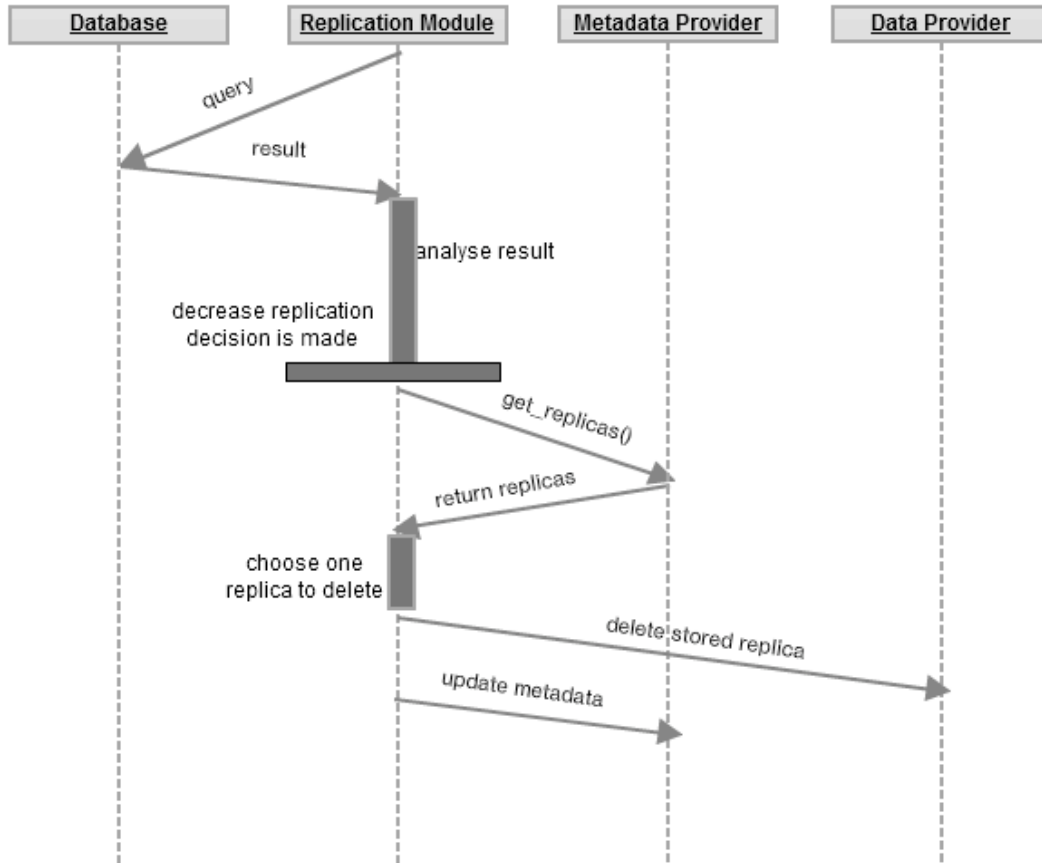 Database
Replication Module
Metadata Provider
Data Provider
query
result
analyse result
decrease replication
decision is made
get_replicas()
return replicas
choose one
replica to delete
delete stored replica
update metadata